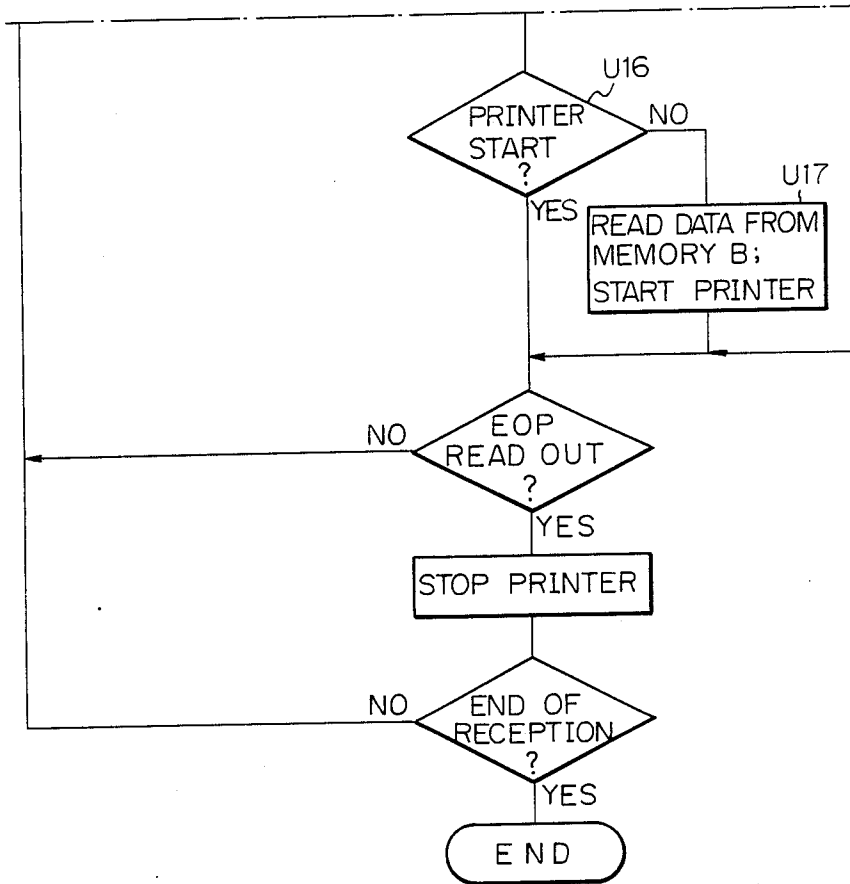 U16
PRINTER
START
?
NO
YES
U17
READ DATA FROM
MEMORY B;
START PRINTER
EOP
READ OUT
?
NO
YES
STOP PRINTER
END OF
RECEPTION
?
NO
YES
END